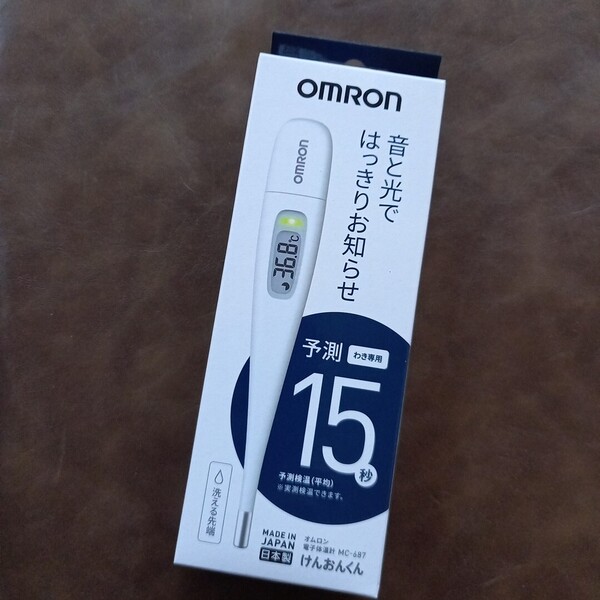 OMRON
音と光で
はっきりお知らせ
OMRON
36.8℃
予測
わき専用
15秒
予測検温(平均)
※実測検温できます。
洗える先端
MADE IN
JAPAN
日本製
オムロン
電子体温計 MC-687
けんおんくん